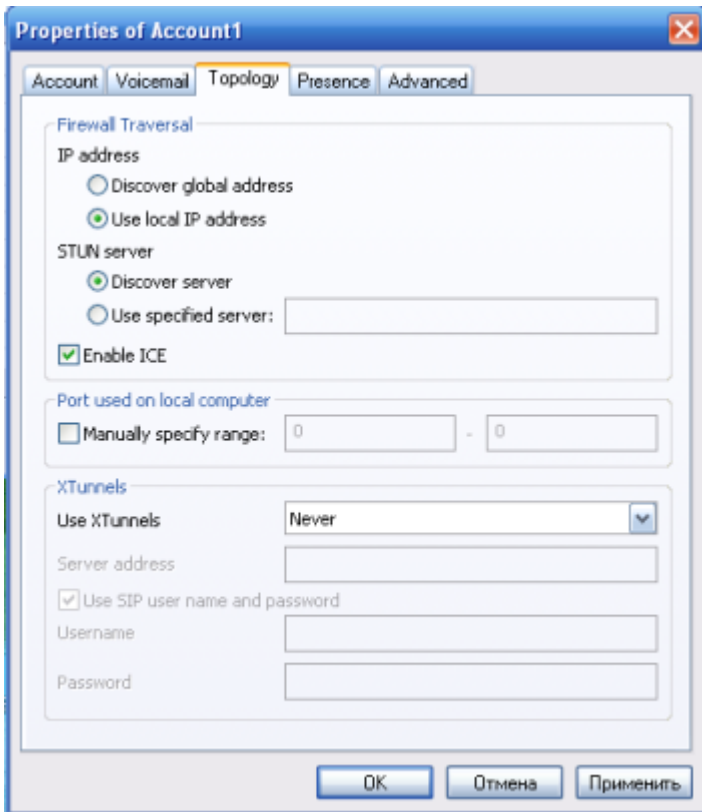 Properties of Account1
Account Voicemail Topology Presence Advanced
Firewall Traversal
IP address
Discover global address
Use local IP address
STUN server
Discover server
Use specified server:
Enable ICE
Port used on local computer
Manually specify range: 0 - 0
XTunnels
Use XTunnels Never
Server address
Use SIP user name and password
Username
Password
OK Отмена Применить